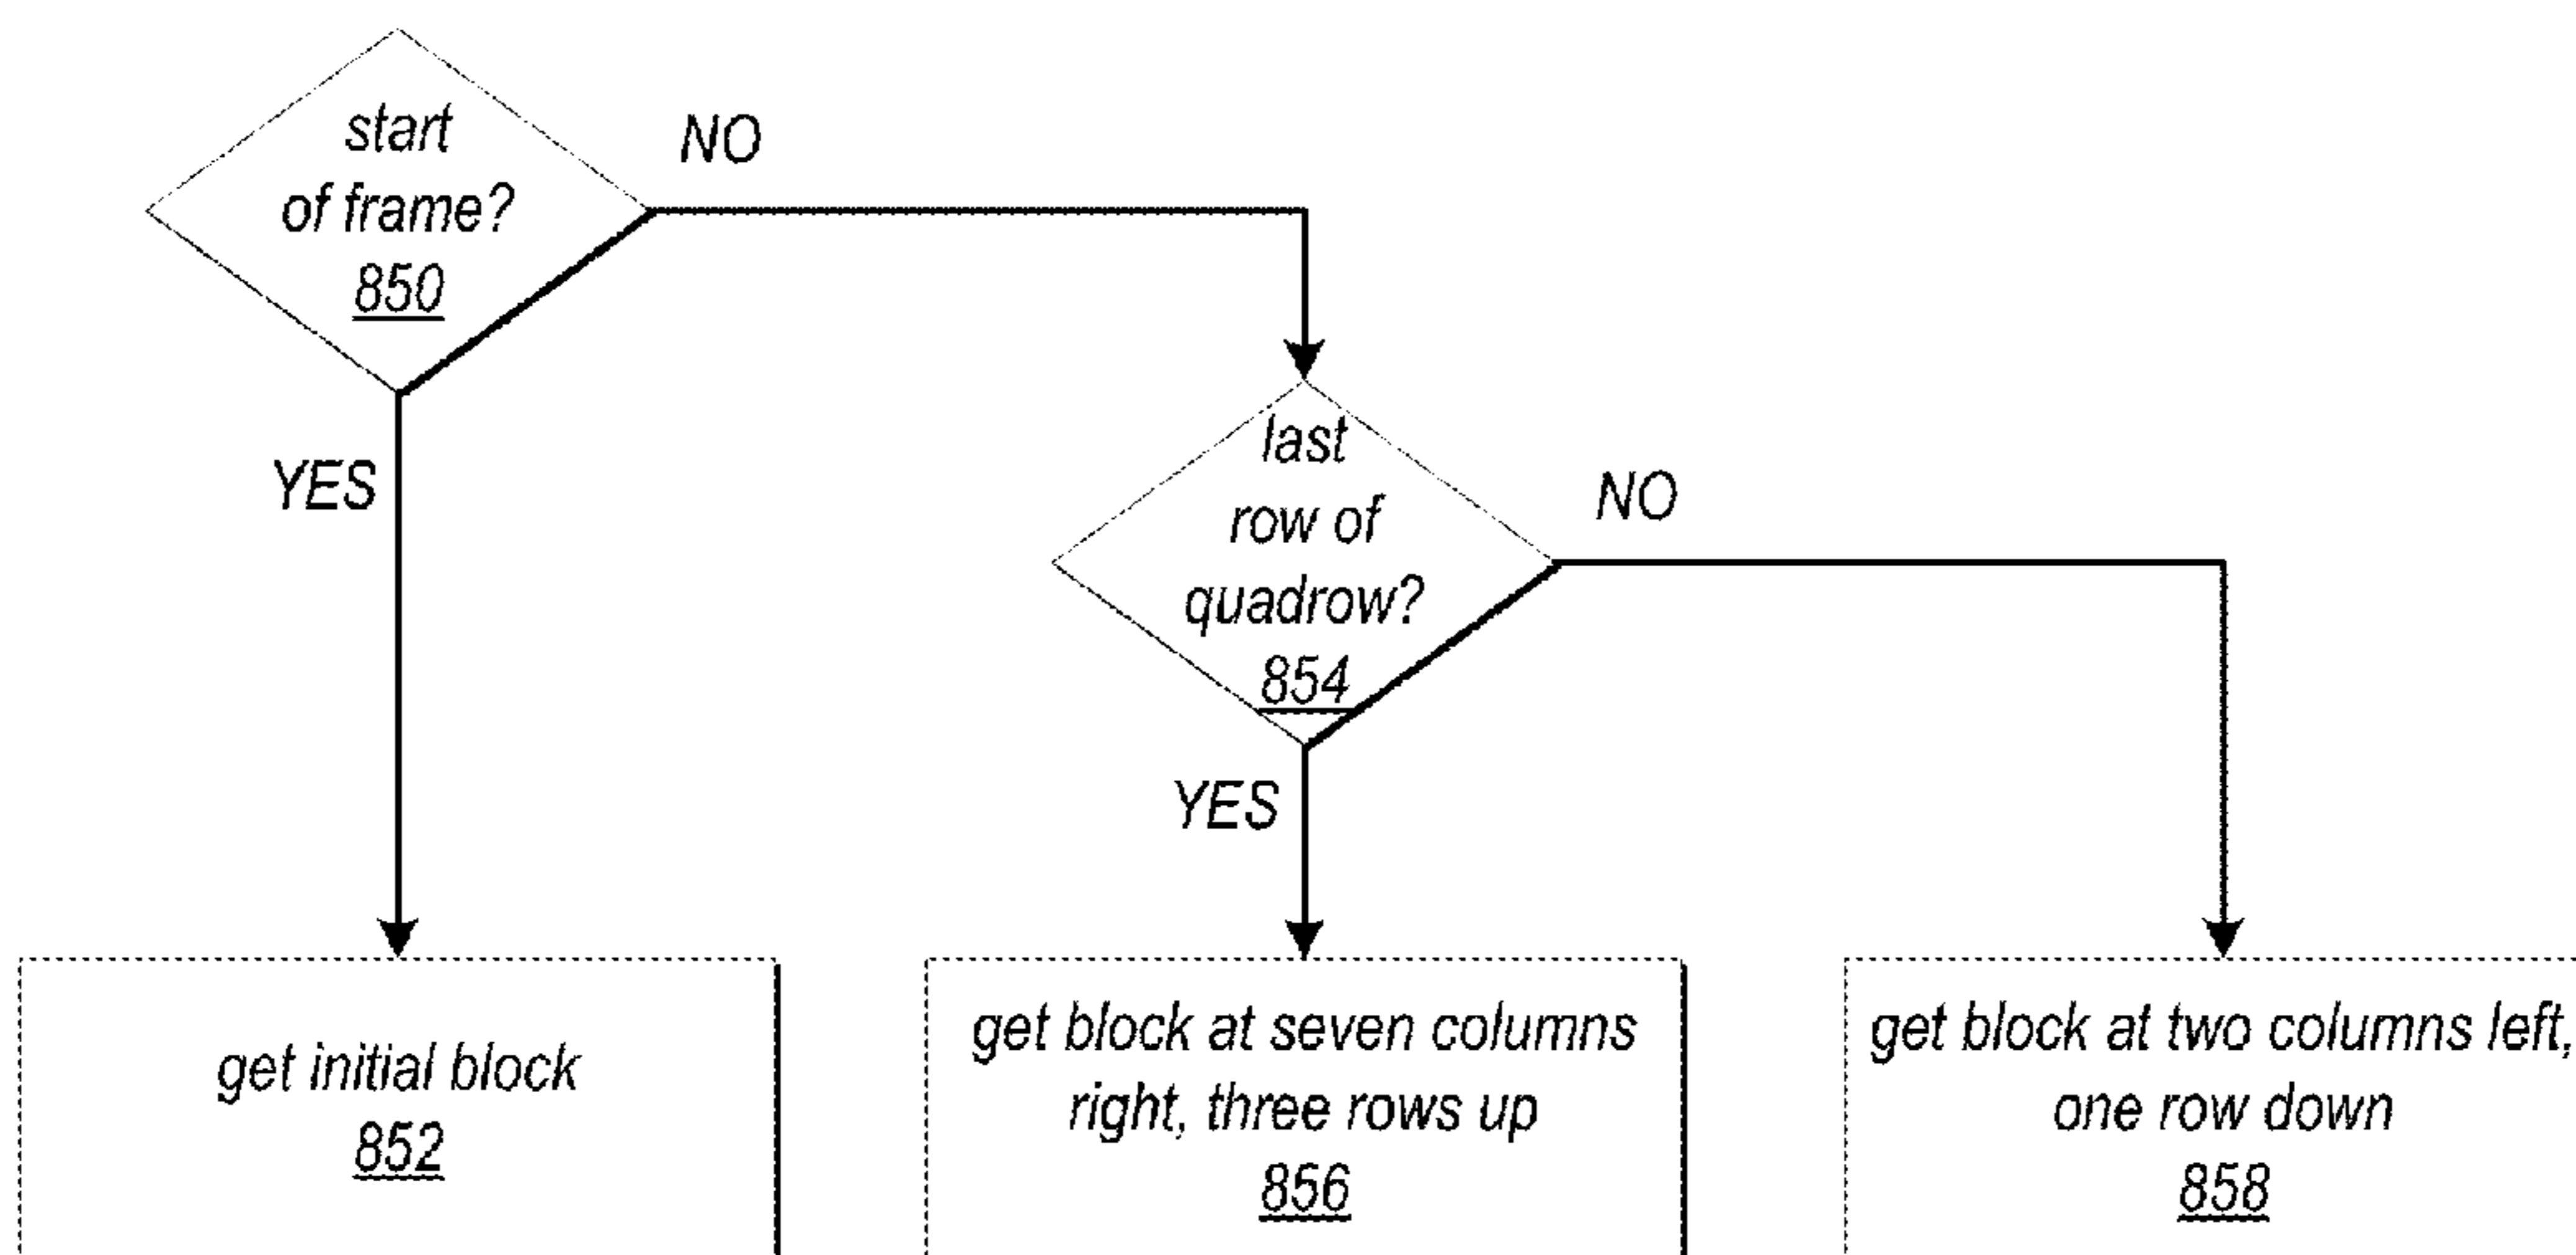 start
of frame?
850
NO
YES
last
row of
quadrow?
854
NO
YES
get initial block
852
get block at seven columns
right, three rows up
856
get block at two columns left,
one row down
858